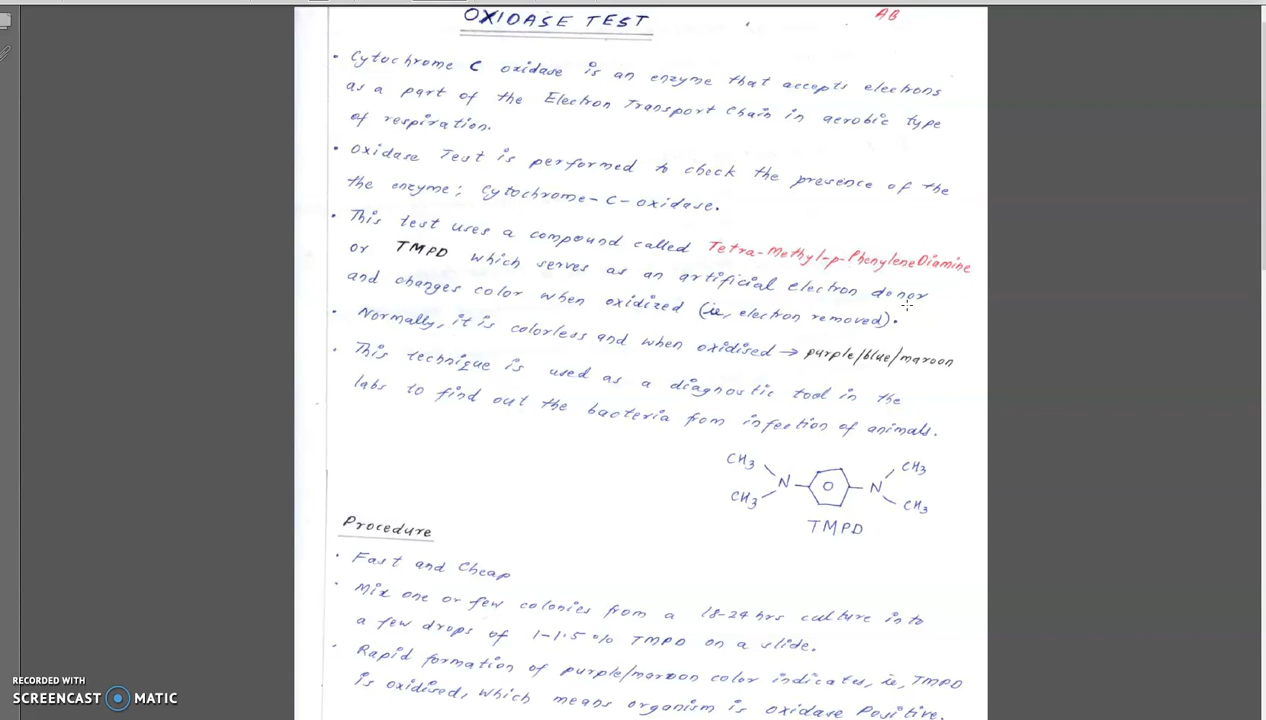 OXIDASE TEST
AB
• Cytochrome C oxidase is an enzyme that accepts electrons
as a part of the Electron Transport Chain in aerobic type
of respiration.
• Oxidase Test is performed to check the presence of the
the enzyme; Cytochrome-C-oxidase.
• This test uses a compound called Tetra-Methyl-p-PhenyleneDiamine
or TMPD which serves as an artificial electron donor
and changes color when oxidized (ie, electron removed).
• Normally, it is colorless and when oxidised → purple/blue/maroon
• This technique is used as a diagnostic tool in the
labs to find out the bacteria from infection of animals.
CH3 CH3
N N
CH3 CH3
TMPD
Procedure
• Fast and Cheap
• Mix one or few colonies from a 18-24 hrs culture in to
a few drops of 1-1.5% TMPD on a slide.
• Rapid formation of purple/maroon color indicates, ie, TMPD
is oxidised, which means organism is oxidase Positive.
RECORDED WITH
SCREENCAST MATIC